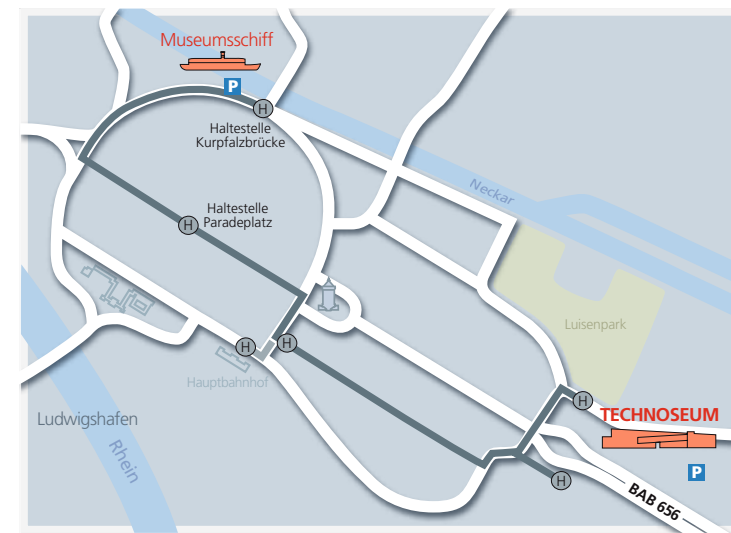 Museumsschiff
P
H
Haltestelle
Kurpfalzbrücke
Neckar
Haltestelle
Paradeplatz
H
Luisenpark
H
H
Hauptbahnhof
H
TECHNOSEUM
Ludwigshafen
Rhein
P
H
BAB 656